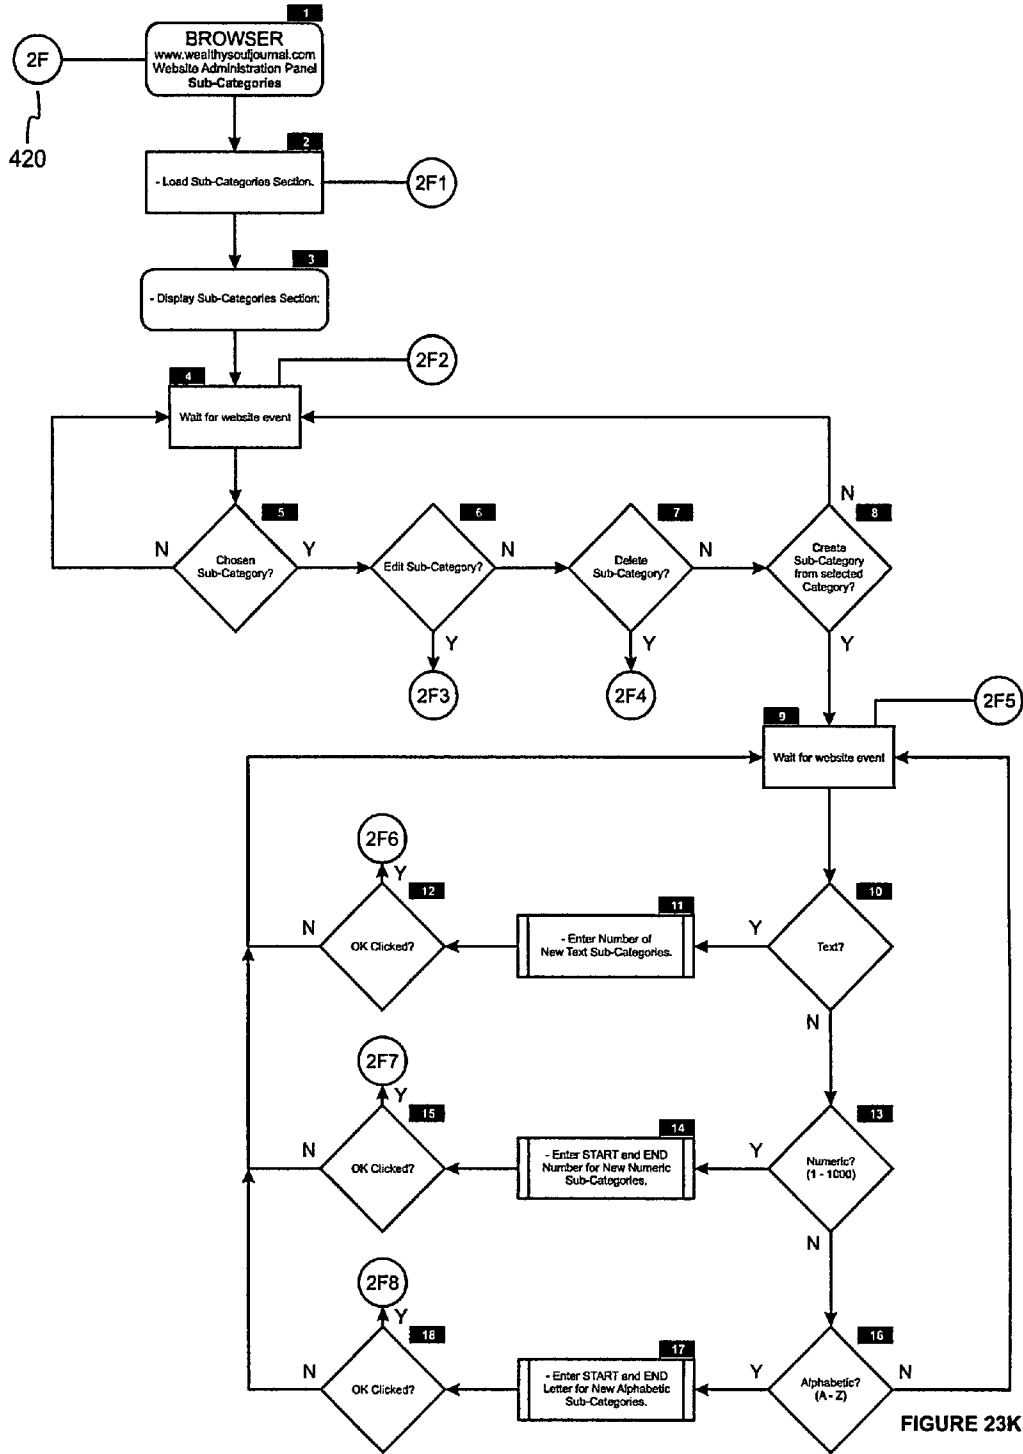 1
BROWSER
www.wealthysouljournal.com
Website Administration Panel
Sub-Categories
2F
420
2
- Load Sub-Categories Section.
2F1
3
- Display Sub-Categories Section.
2F2
4
Wait for website event
5
Chosen
Sub-Category?
N
Y
6
Edit Sub-Category?
N
Y
2F3
7
Delete
Sub-Category?
N
Y
2F4
8
Create
Sub-Category
from selected
Category?
N
Y
2F5
9
Wait for website event
10
Text?
Y
N
11
- Enter Number of
New Text Sub-Categories.
12
OK Clicked?
N
Y
2F6
13
Numeric?
(1 - 1000)
Y
N
14
- Enter START and END
Number for New Numeric
Sub-Categories.
15
OK Clicked?
N
Y
2F7
16
Alphabetic?
(A - Z)
Y
N
17
- Enter START and END
Letter for New Alphabetic
Sub-Categories.
18
OK Clicked?
N
Y
2F8
FIGURE 23K